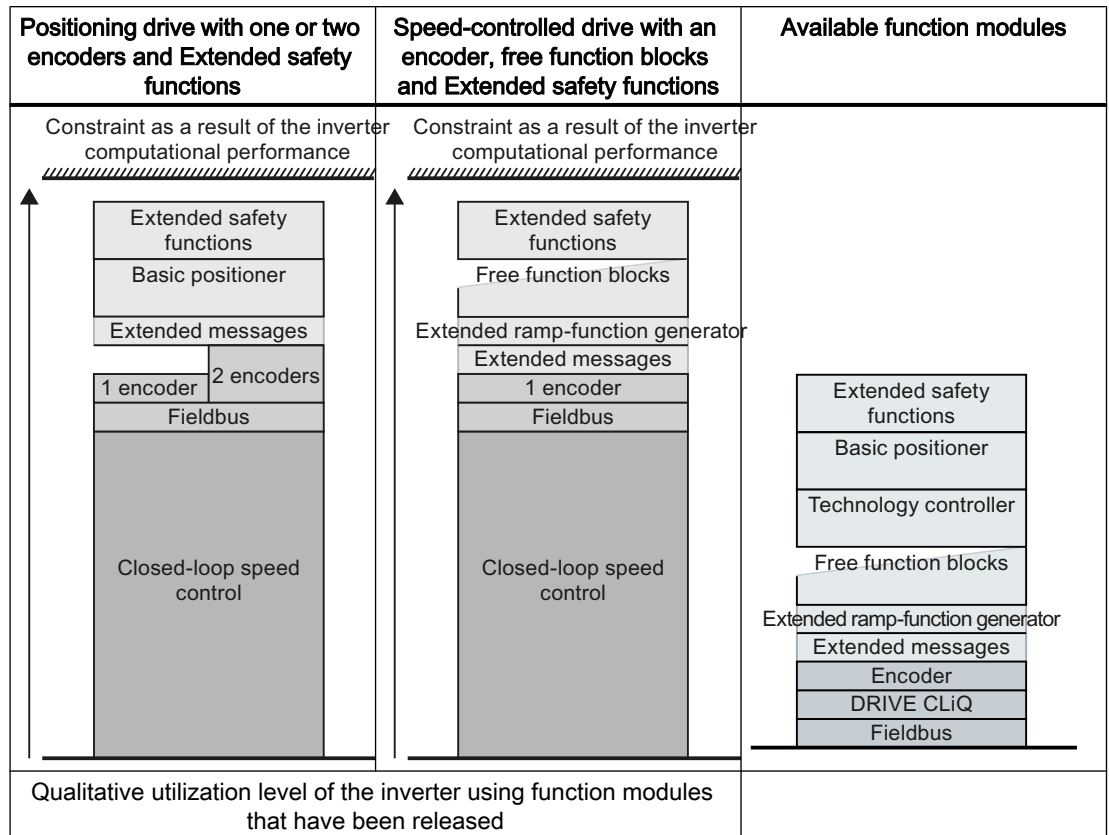 Positioning drive with one or two
encoders and Extended safety
functions
Speed-controlled drive with an
encoder, free function blocks
and Extended safety functions
Available function modules
Constraint as a result of the inverter
computational performance
Extended safety
functions
Basic positioner
Extended messages
2 encoders
1 encoder
Fieldbus
Closed-loop speed
control
Constraint as a result of the inverter
computational performance
Extended safety
functions
Free function blocks
Extended ramp-function generator
Extended messages
1 encoder
Fieldbus
Closed-loop speed
control
Extended safety
functions
Basic positioner
Technology controller
Free function blocks
Extended ramp-function generator
Extended messages
Encoder
DRIVE CLiQ
Fieldbus
Qualitative utilization level of the inverter using function modules
that have been released